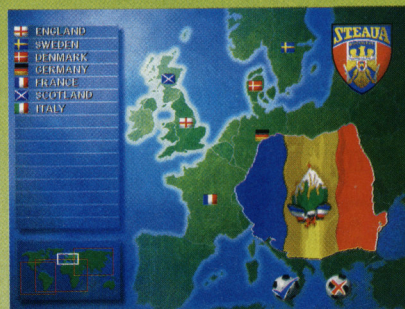 ENGLAND
SWEDEN
DENMARK
GERMANY
FRANCE
SCOTLAND
ITALY
STEAUA